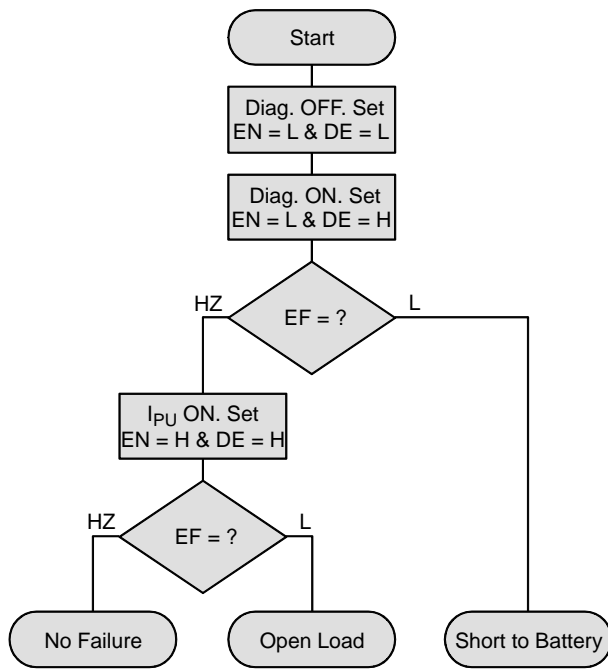 Start
Diag. OFF. Set
EN = L & DE = L
Diag. ON. Set
EN = L & DE = H
HZ
L
EF = ?
I_PU ON. Set
EN = H & DE = H
HZ
L
EF = ?
No Failure
Open Load
Short to Battery